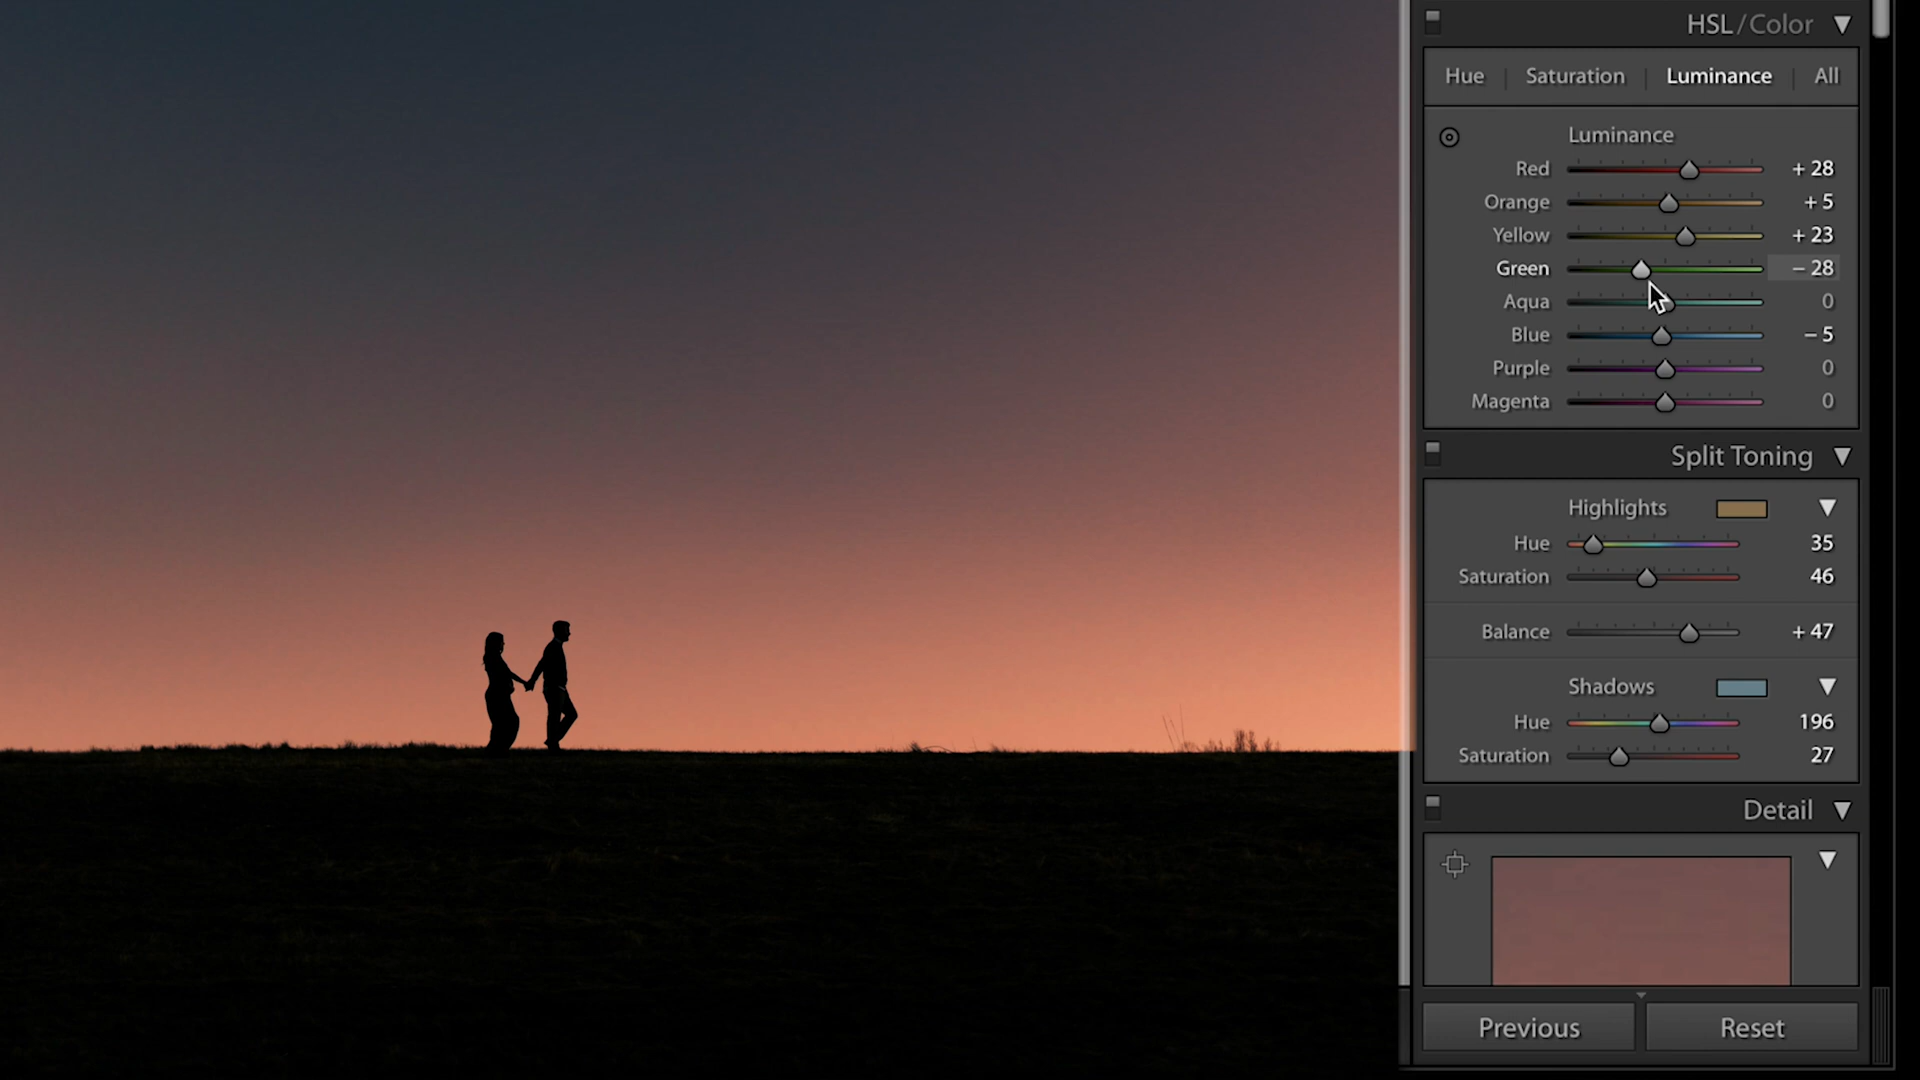 HSL / Color
Hue | Saturation | Luminance | All
Luminance
Red + 28
Orange + 5
Yellow + 23
Green − 28
Aqua 0
Blue − 5
Purple 0
Magenta 0
Split Toning
Highlights
Hue 35
Saturation 46
Balance + 47
Shadows
Hue 196
Saturation 27
Detail
Previous Reset